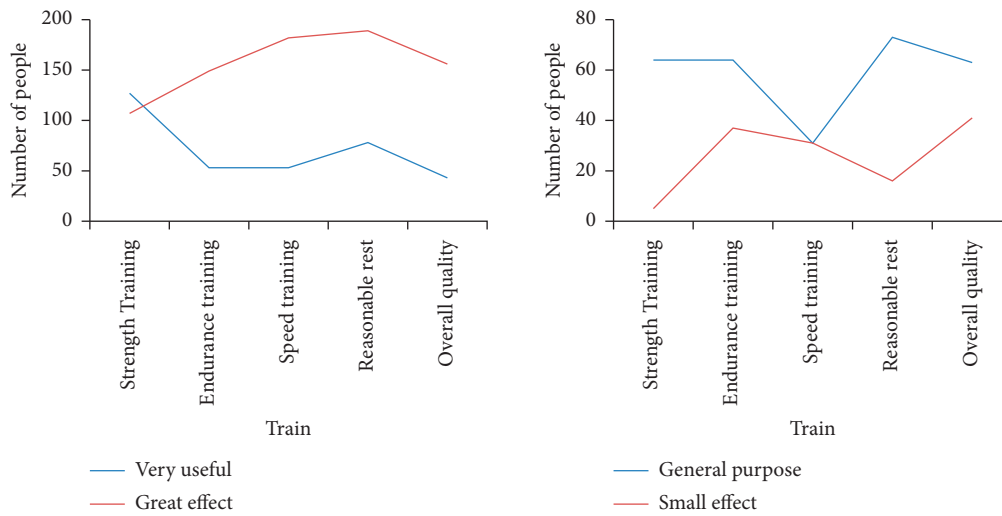 200
150
100
50
0
Number of people
Strength Training
Endurance training
Speed training
Reasonable rest
Overall quality
Train
Very useful
Great effect
80
60
40
20
0
Number of people
Strength Training
Endurance training
Speed training
Reasonable rest
Overall quality
Train
General purpose
Small effect